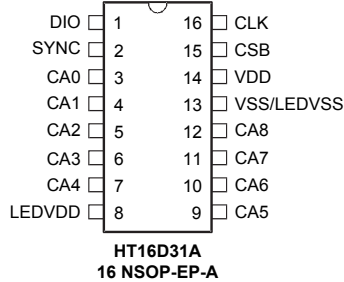 DIO 1 16 CLK
SYNC 2 15 CSB
CA0 3 14 VDD
CA1 4 13 VSS/LEDVSS
CA2 5 12 CA8
CA3 6 11 CA7
CA4 7 10 CA6
LEDVDD 8 9 CA5
HT16D31A
16 NSOP-EP-A